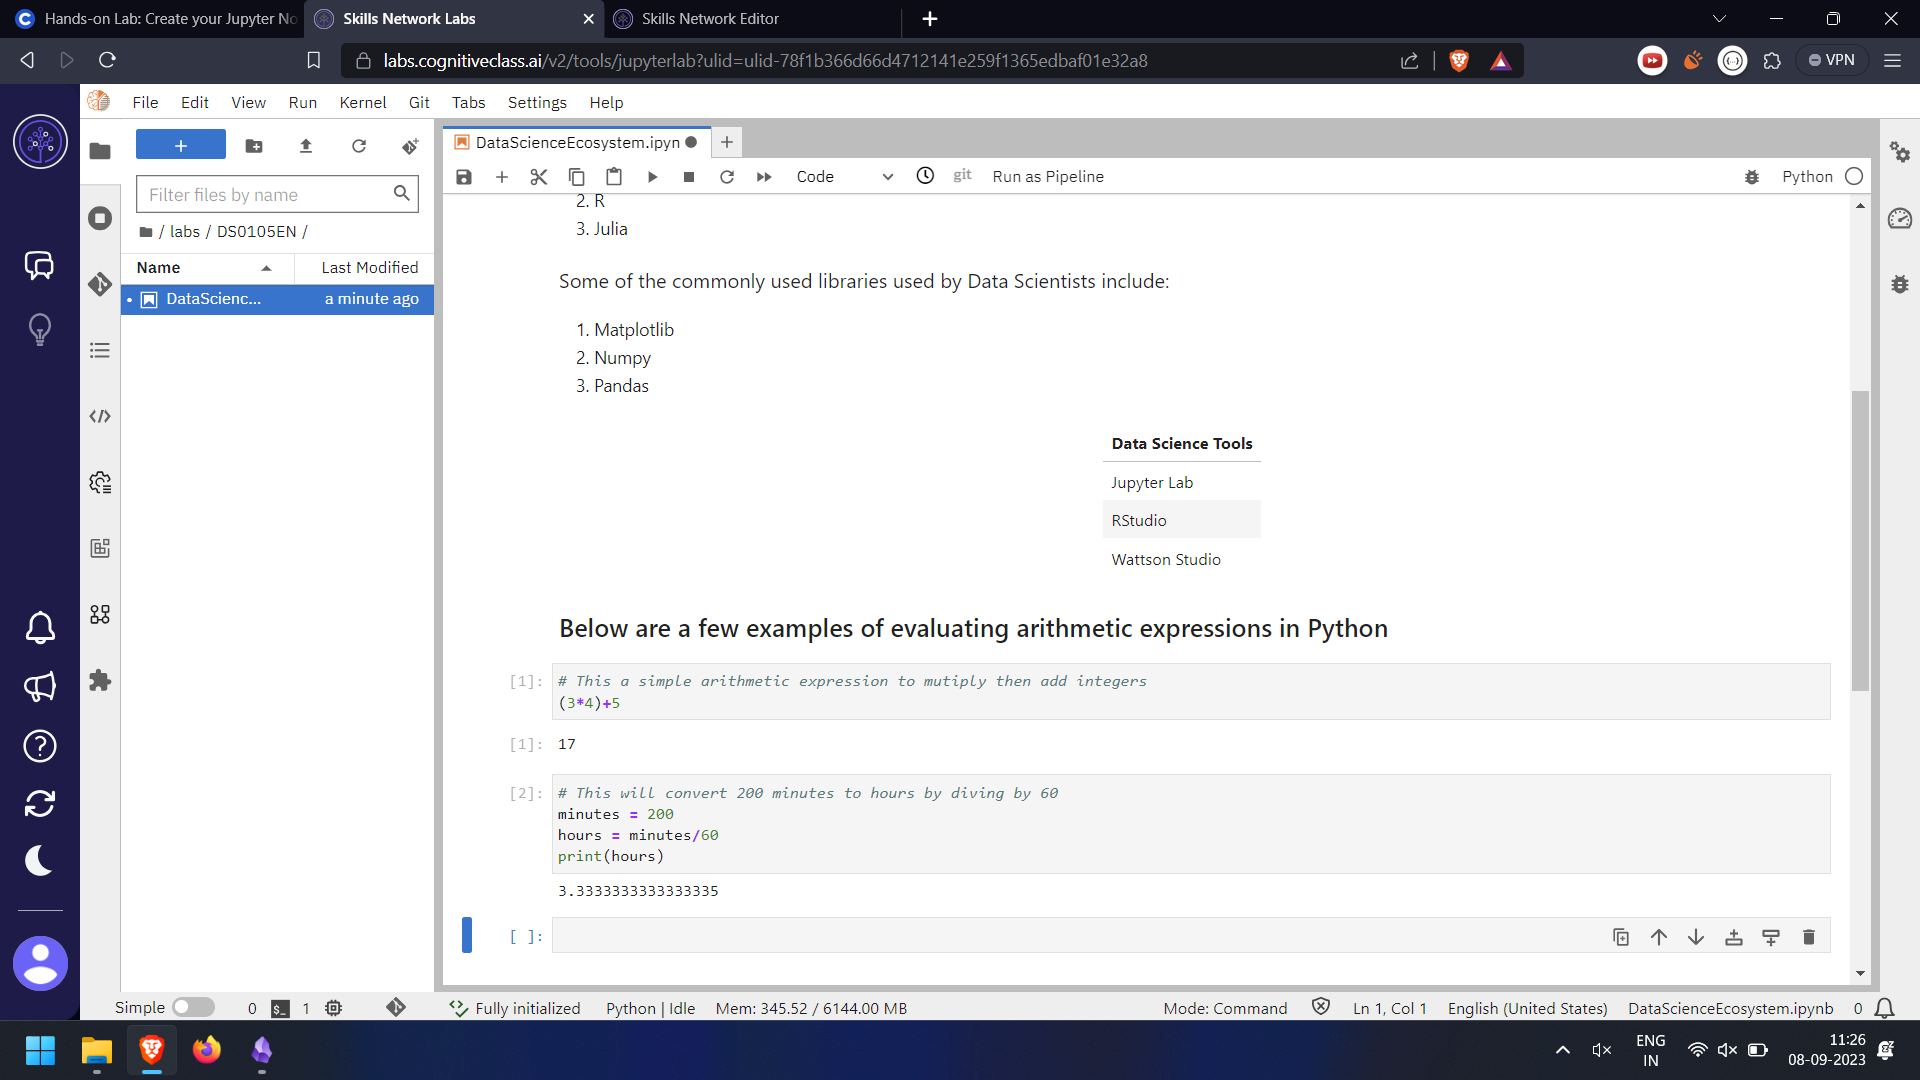 Hands-on Lab: Create your Jupyter No
Skills Network Labs
Skills Network Editor
labs.cognitiveclass.ai/v2/tools/jupyterlab?ulid=ulid-78f1b366d66d4712141e259f1365edbaf01e32a8
VPN
File Edit View Run Kernel Git Tabs Settings Help
DataScienceEcosystem.ipyn
Code
git
Run as Pipeline
Python
Filter files by name
/ labs / DS0105EN /
Name Last Modified
DataScienc... a minute ago
2. R
3. Julia
Some of the commonly used libraries used by Data Scientists include:
1. Matplotlib
2. Numpy
3. Pandas
Data Science Tools
Jupyter Lab
RStudio
Wattson Studio
Below are a few examples of evaluating arithmetic expressions in Python
[1]: # This a simple arithmetic expression to mutiply then add integers
(3*4)+5
[1]: 17
[2]: # This will convert 200 minutes to hours by diving by 60
minutes = 200
hours = minutes/60
print(hours)
3.3333333333333335
[ ]:
Simple 0 $_ 1 Fully initialized Python | Idle Mem: 345.52 / 6144.00 MB Mode: Command Ln 1, Col 1 English (United States) DataScienceEcosystem.ipynb 0
ENG
IN
11:26
08-09-2023